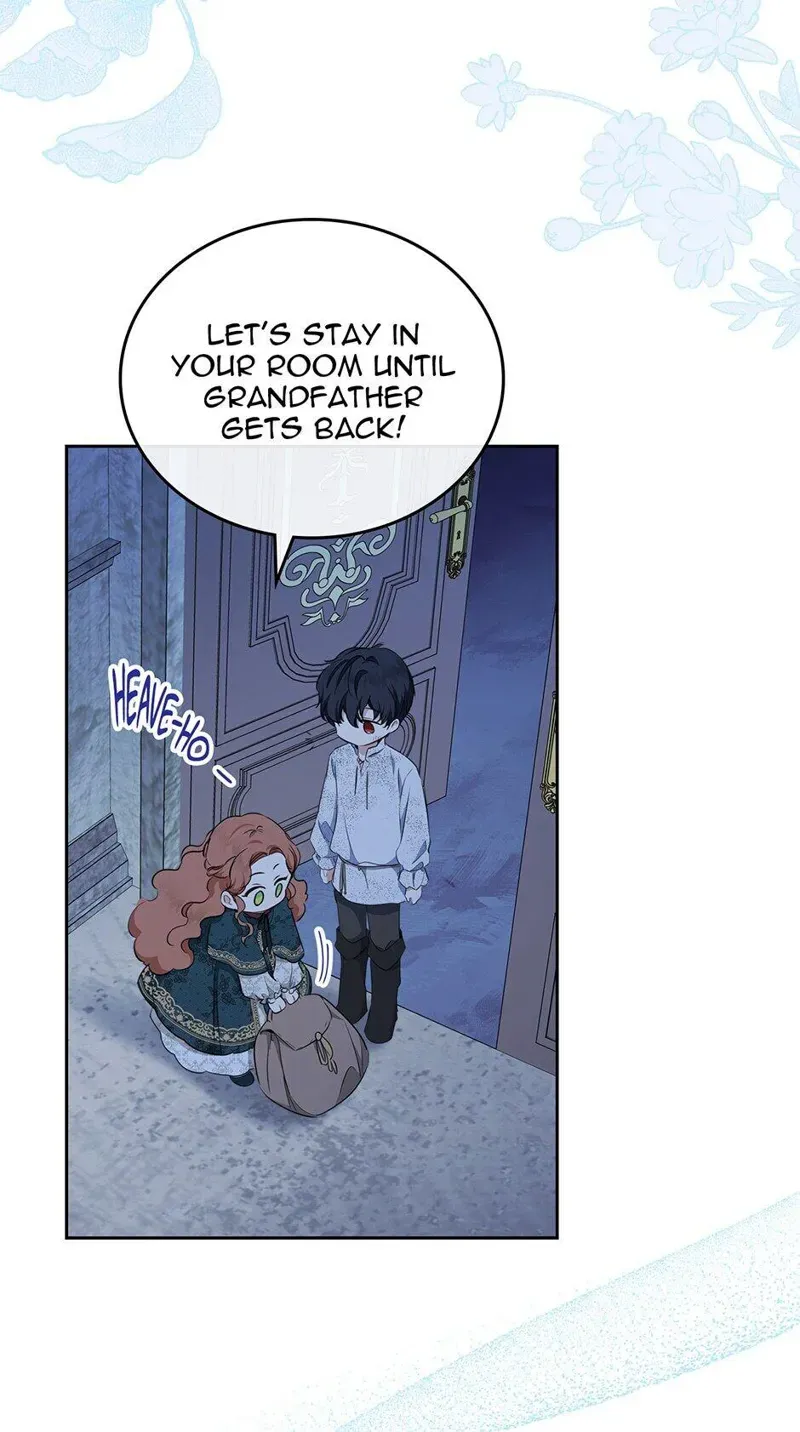 LET'S STAY IN
YOUR ROOM UNTIL
GRANDFATHER
GETS BACK!
HEAVE-HO